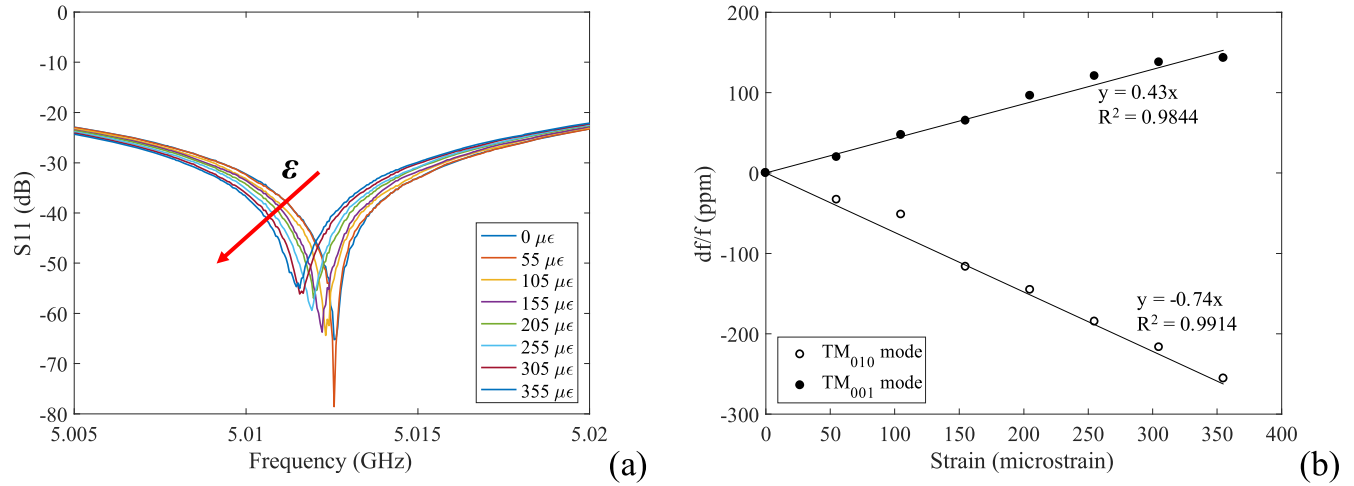 0
-10
-20
-30
-40
-50
-60
-70
-80
S11 (dB)
5.005
5.01
5.015
5.02
Frequency (GHz)
ε
0 με
55 με
105 με
155 με
205 με
255 με
305 με
355 με
(a)
200
100
0
-100
-200
-300
df/f (ppm)
0
50
100
150
200
250
300
350
400
Strain (microstrain)
y = 0.43x
R² = 0.9844
y = -0.74x
R² = 0.9914
TM₀₁₀ mode
TM₀₀₁ mode
(b)